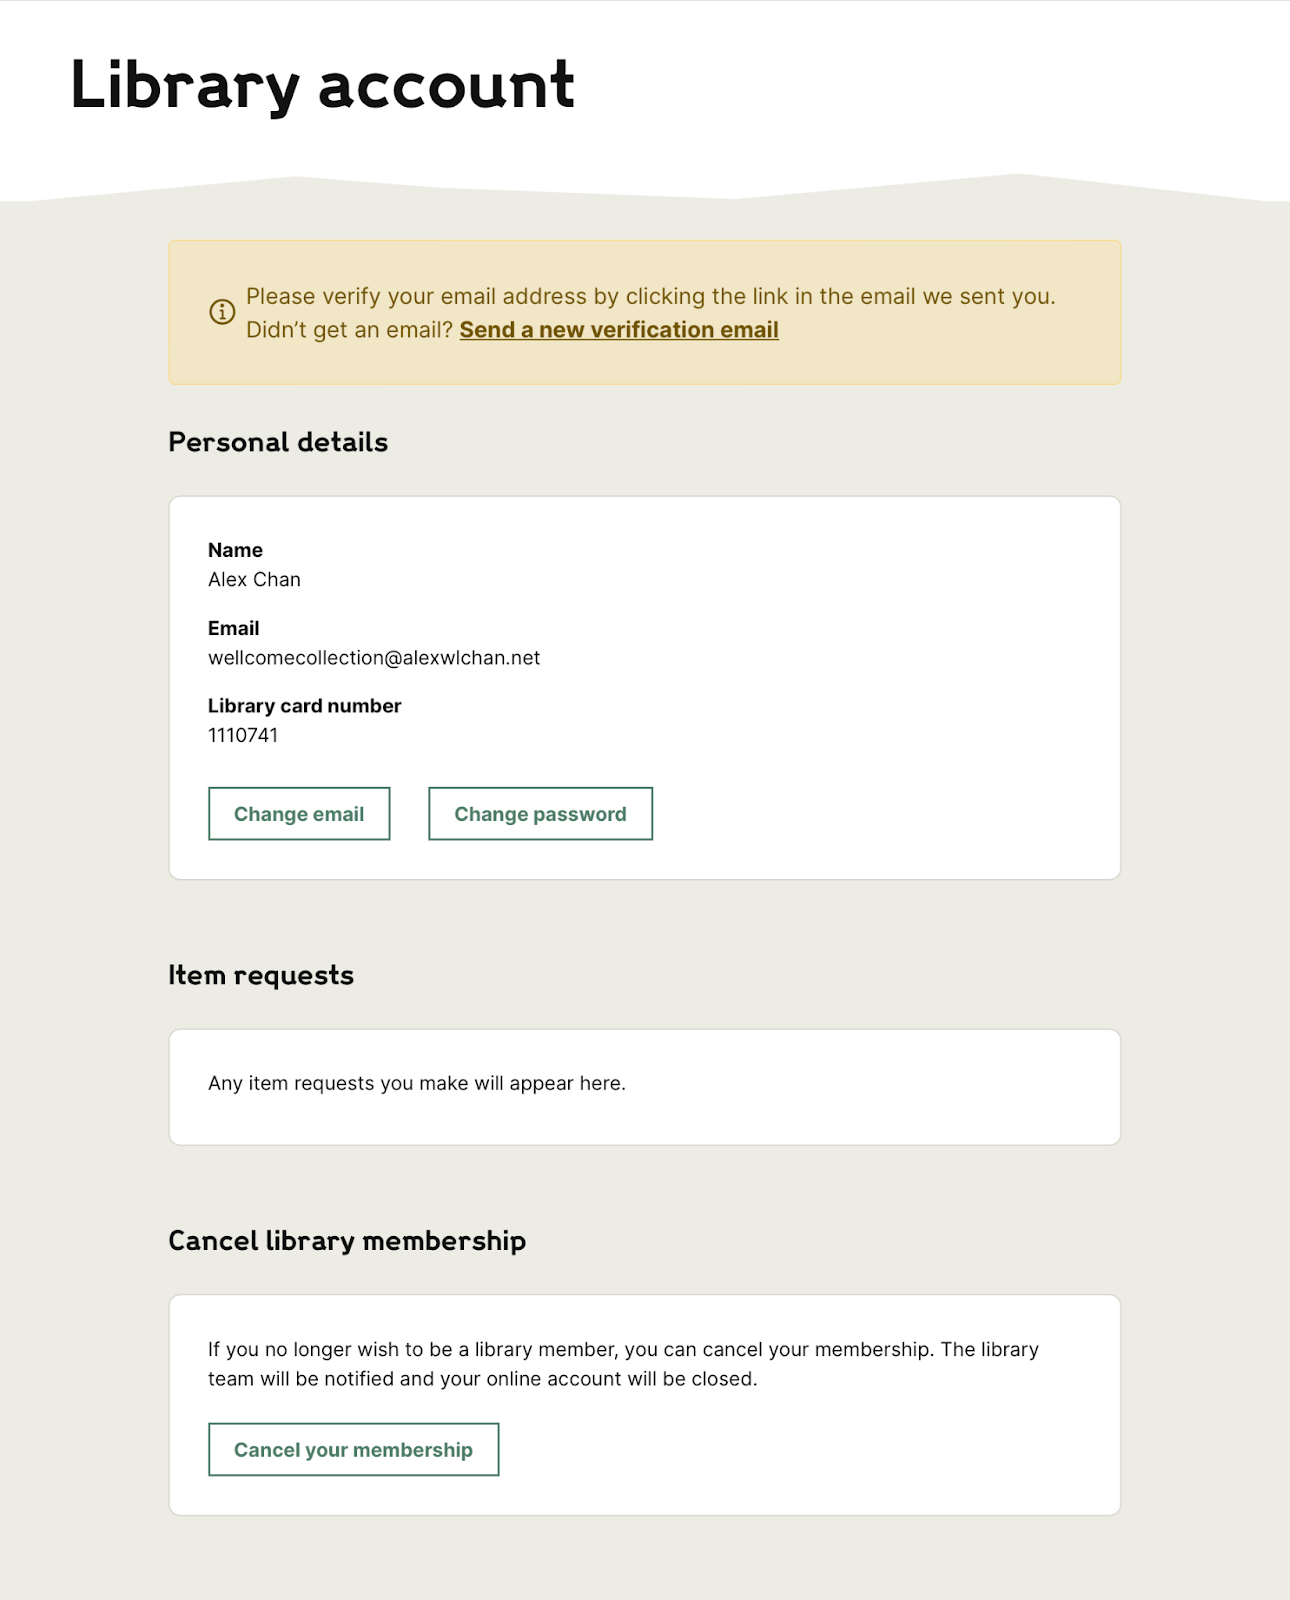 Library account
Please verify your email address by clicking the link in the email we sent you.
Didn’t get an email? Send a new verification email
Personal details
Name
Alex Chan
Email
wellcomecollection@alexwlchan.net
Library card number
1110741
Change email
Change password
Item requests
Any item requests you make will appear here.
Cancel library membership
If you no longer wish to be a library member, you can cancel your membership. The library
team will be notified and your online account will be closed.
Cancel your membership